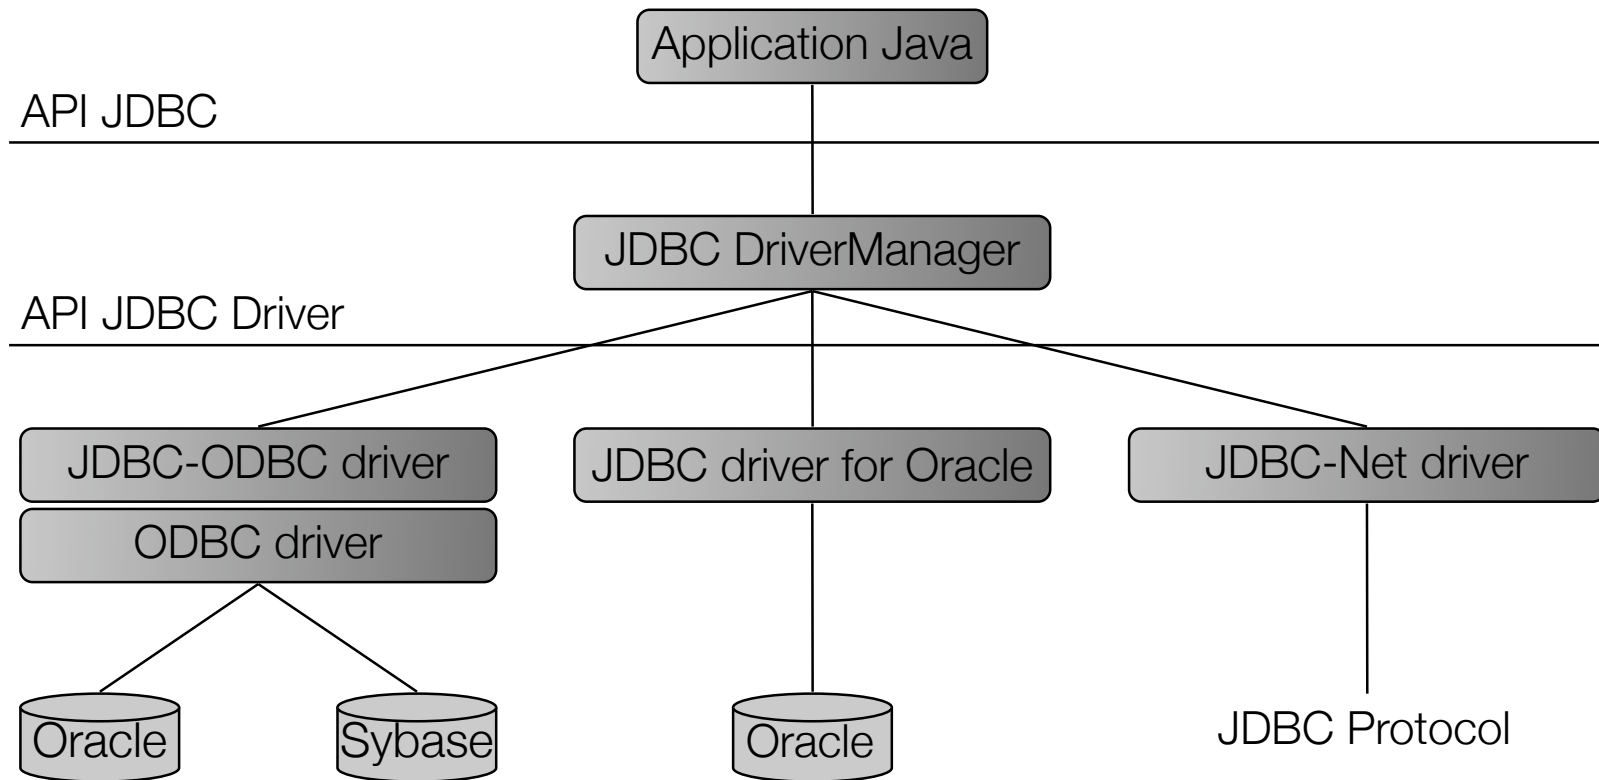 Application Java
API JDBC
JDBC DriverManager
API JDBC Driver
JDBC-ODBC driver
JDBC driver for Oracle
JDBC-Net driver
ODBC driver
Oracle
Sybase
Oracle
JDBC Protocol